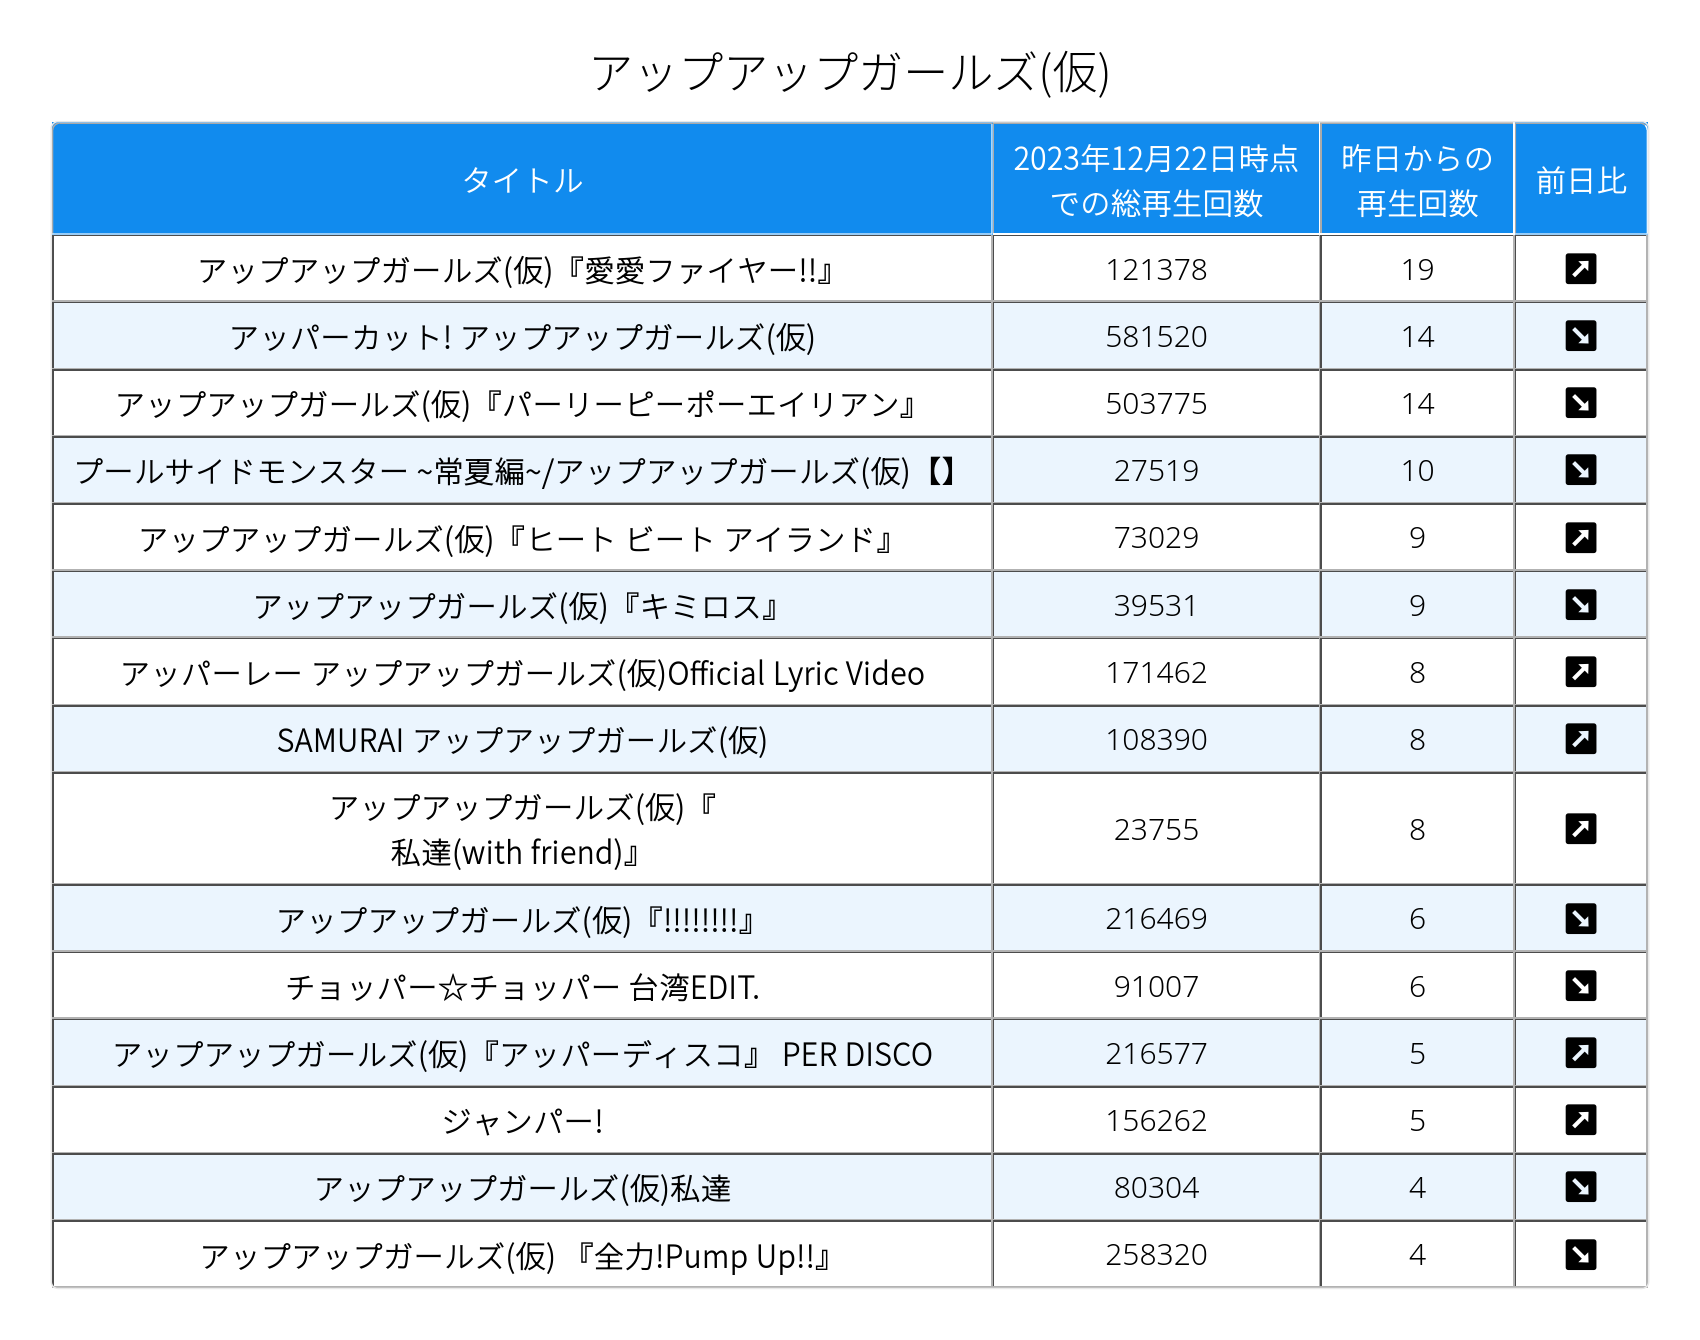 アップアップガールズ(仮)
タイトル 2023年12月22日時点での総再生回数 昨日からの再生回数 前日比
アップアップガールズ(仮)『愛愛ファイヤー!!』 121378 19
アッパーカット! アップアップガールズ(仮) 581520 14
アップアップガールズ(仮)『パーリーピーポーエイリアン』 503775 14
プールサイドモンスター ~常夏編~/アップアップガールズ(仮)【】 27519 10
アップアップガールズ(仮)『ヒート ビート アイランド』 73029 9
アップアップガールズ(仮)『キミロス』 39531 9
アッパーレー アップアップガールズ(仮)Official Lyric Video 171462 8
SAMURAI アップアップガールズ(仮) 108390 8
アップアップガールズ(仮)『
私達(with friend)』 23755 8
アップアップガールズ(仮)『!!!!!!!!』 216469 6
チョッパー☆チョッパー 台湾EDIT. 91007 6
アップアップガールズ(仮)『アッパーディスコ』 PER DISCO 216577 5
ジャンパー! 156262 5
アップアップガールズ(仮)私達 80304 4
アップアップガールズ(仮) 『全力!Pump Up!!』 258320 4